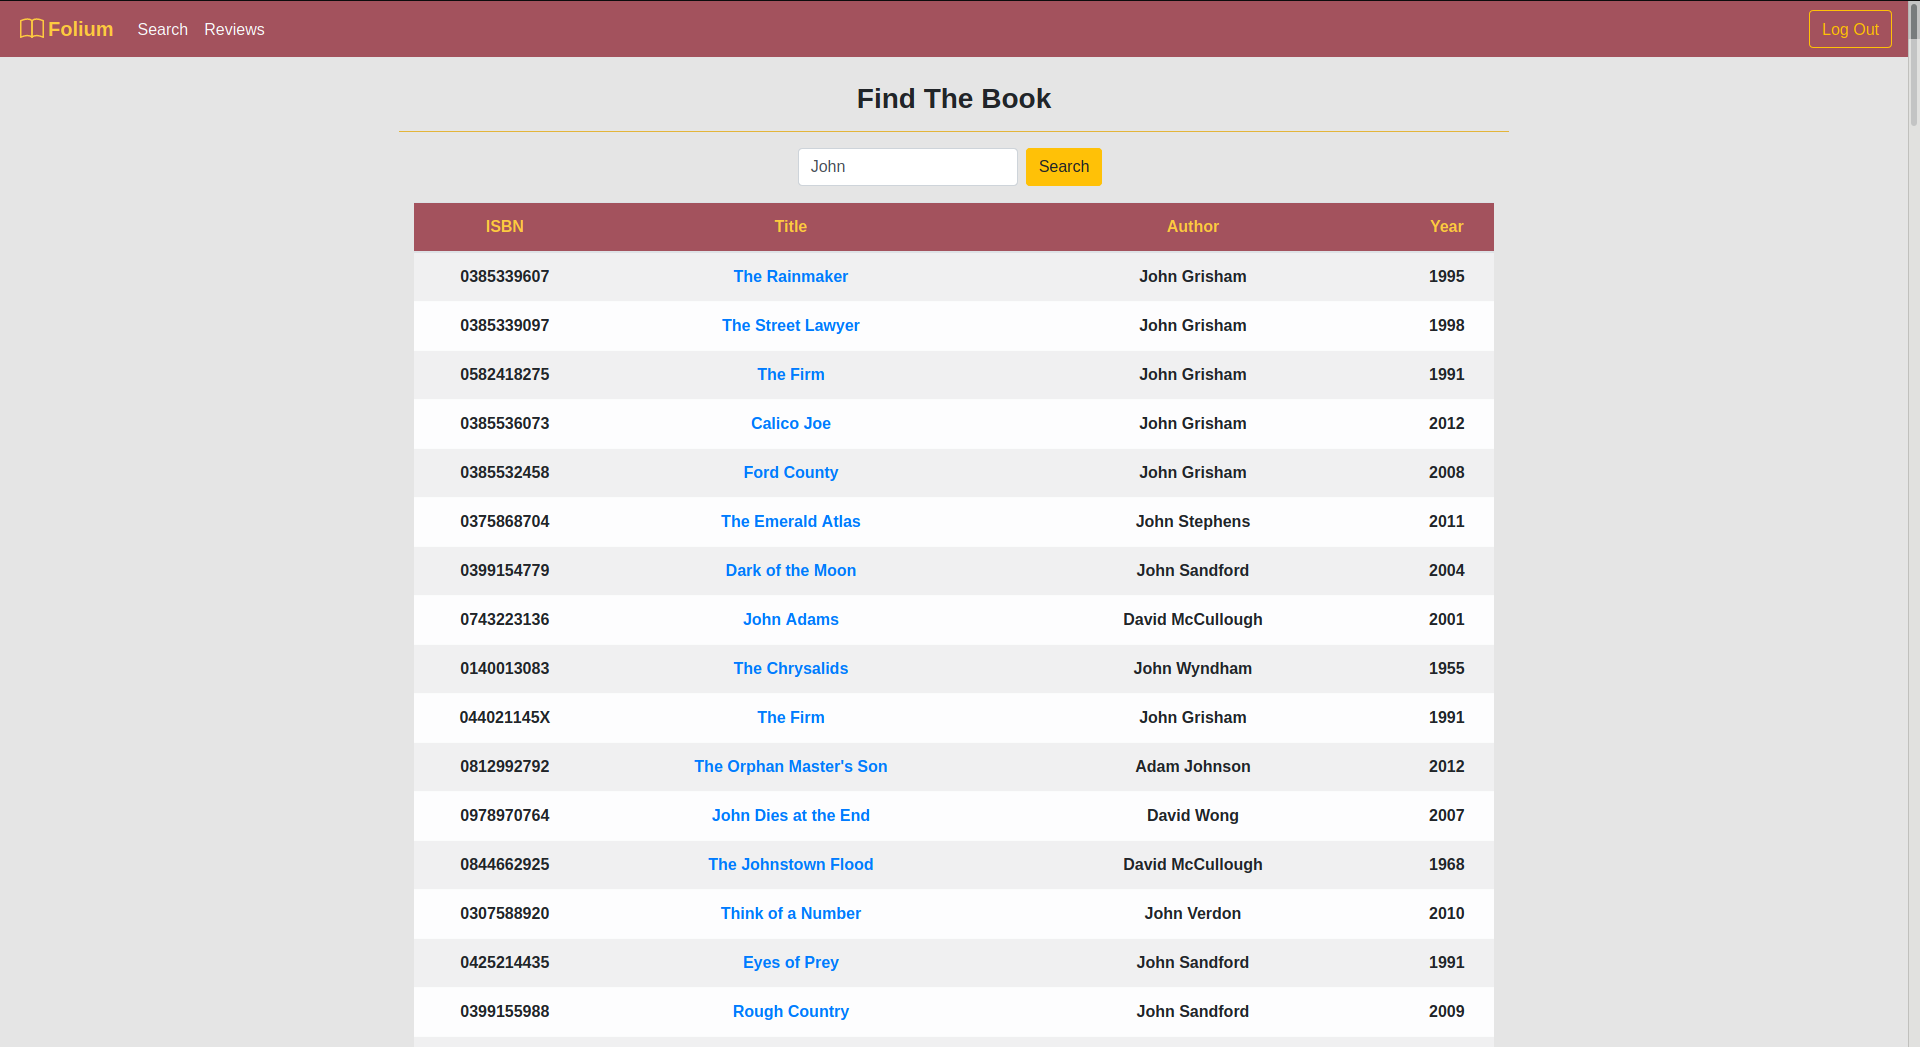 Folium Search Reviews Log Out
Find The Book
John Search
ISBN Title Author Year
0385339607 The Rainmaker John Grisham 1995
0385339097 The Street Lawyer John Grisham 1998
0582418275 The Firm John Grisham 1991
0385536073 Calico Joe John Grisham 2012
0385532458 Ford County John Grisham 2008
0375868704 The Emerald Atlas John Stephens 2011
0399154779 Dark of the Moon John Sandford 2004
0743223136 John Adams David McCullough 2001
0140013083 The Chrysalids John Wyndham 1955
044021145X The Firm John Grisham 1991
0812992792 The Orphan Master's Son Adam Johnson 2012
0978970764 John Dies at the End David Wong 2007
0844662925 The Johnstown Flood David McCullough 1968
0307588920 Think of a Number John Verdon 2010
0425214435 Eyes of Prey John Sandford 1991
0399155988 Rough Country John Sandford 2009